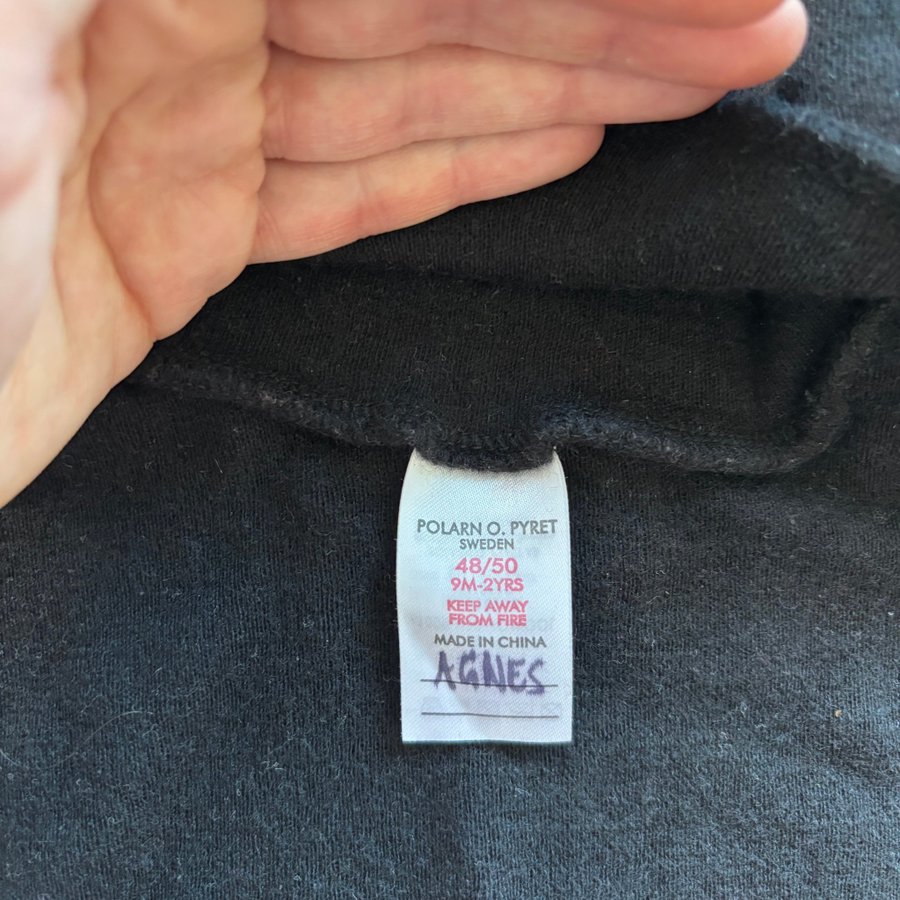 POLARN O. PYRET
SWEDEN
48/50
9M-2YRS
KEEP AWAY
FROM FIRE
MADE IN CHINA
AGNES